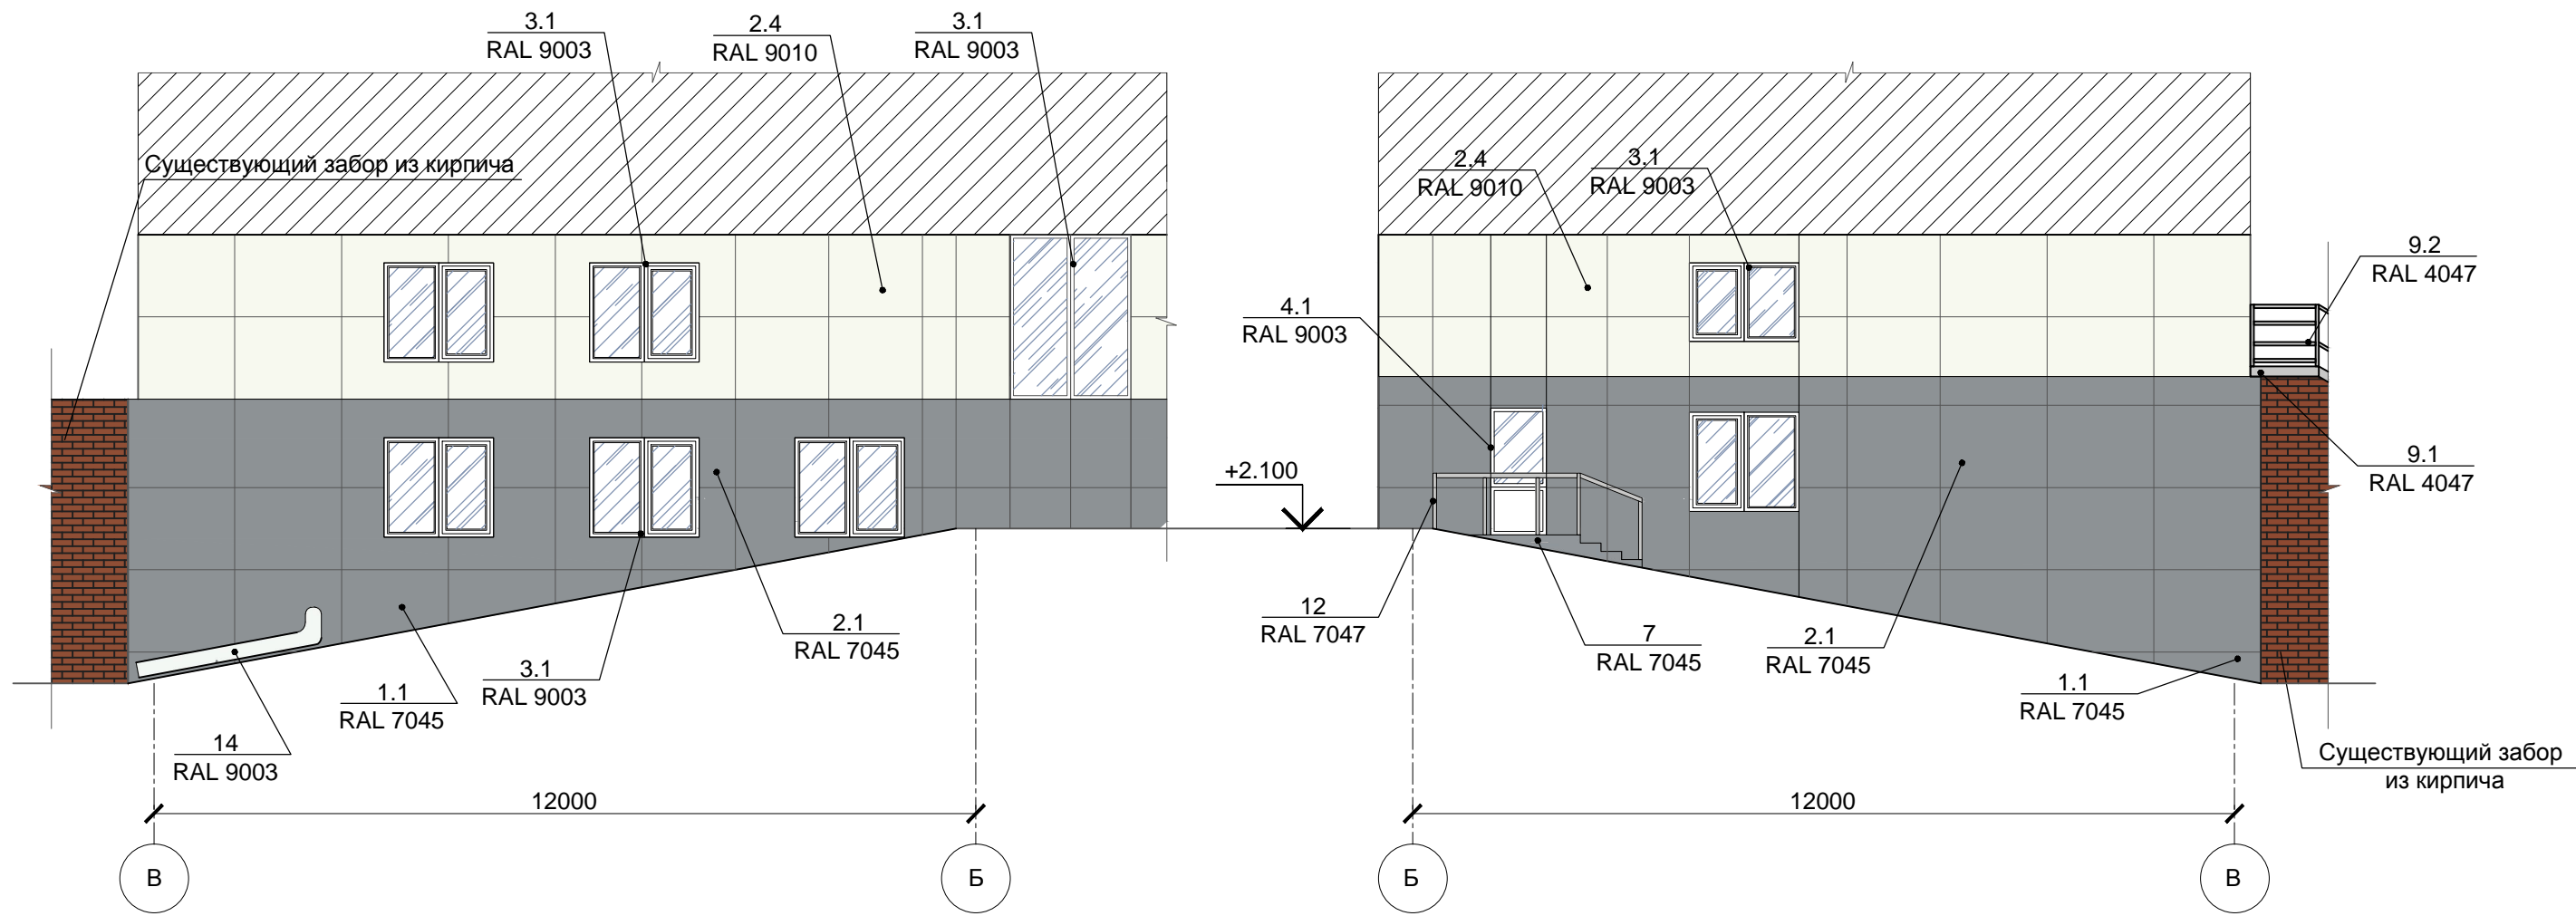 3.1
RAL 9003
2.4
RAL 9010
3.1
RAL 9003
Существующий забор из кирпича
2.1
RAL 7045
3.1
RAL 9003
1.1
RAL 7045
14
RAL 9003
12000
В
Б
+2.100
2.4
RAL 9010
3.1
RAL 9003
4.1
RAL 9003
9.2
RAL 4047
9.1
RAL 4047
12
RAL 7047
7
RAL 7045
2.1
RAL 7045
1.1
RAL 7045
Существующий забор
из кирпича
12000
Б
В